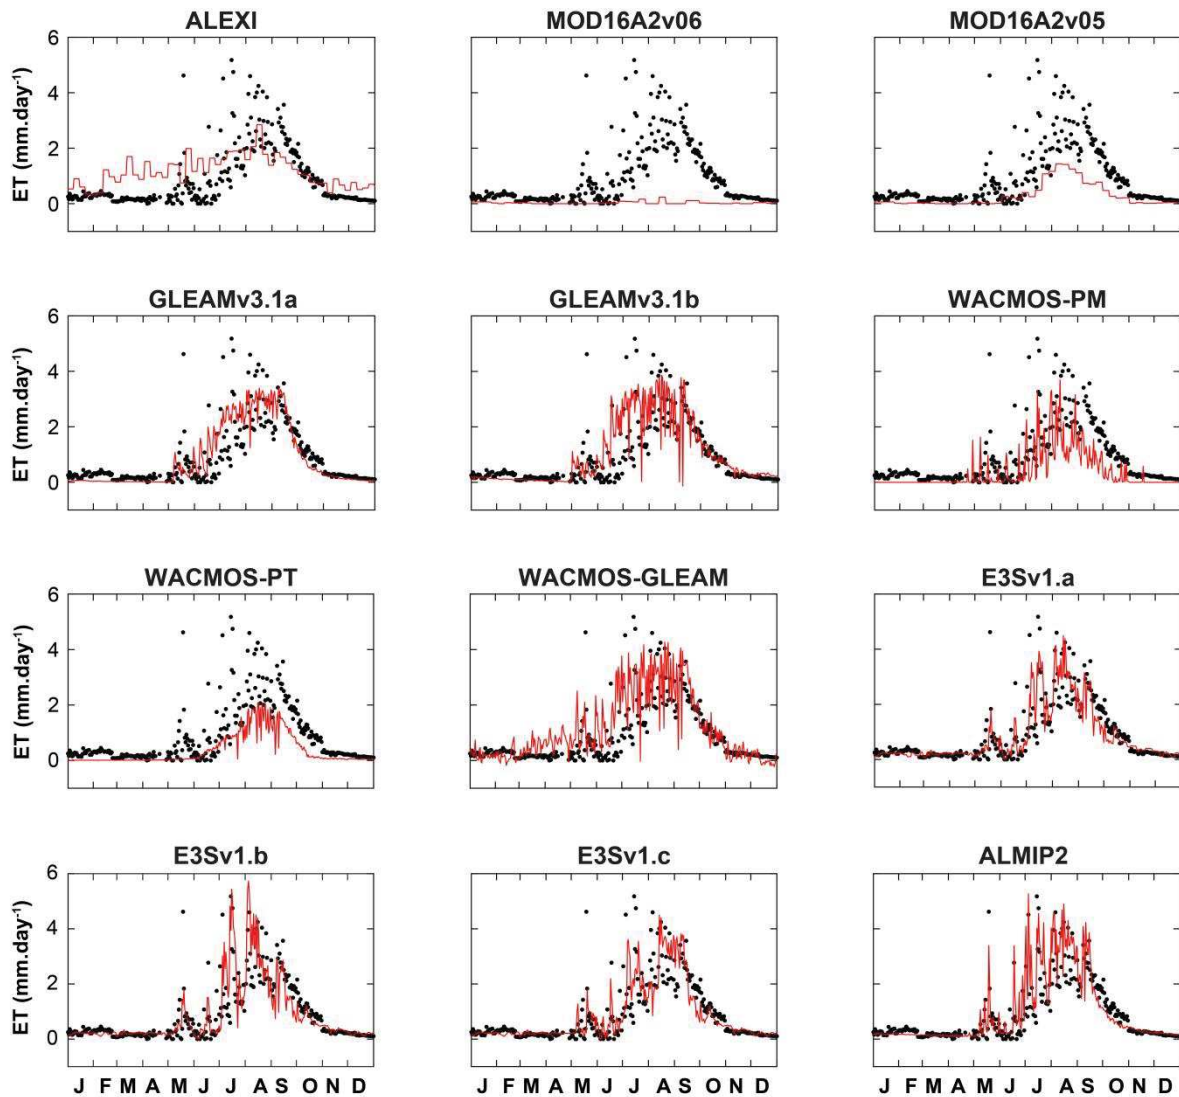 ALEXI MOD16A2v06 MOD16A2v05
6
4
2
0
ET (mm.day⁻¹)
GLEAMv3.1a GLEAMv3.1b WACMOS-PM
6
4
2
0
ET (mm.day⁻¹)
WACMOS-PT WACMOS-GLEAM E3Sv1.a
6
4
2
0
ET (mm.day⁻¹)
E3Sv1.b E3Sv1.c ALMIP2
6
4
2
0
ET (mm.day⁻¹)
J F M A M J J A S O N D J F M A M J J A S O N D J F M A M J J A S O N D